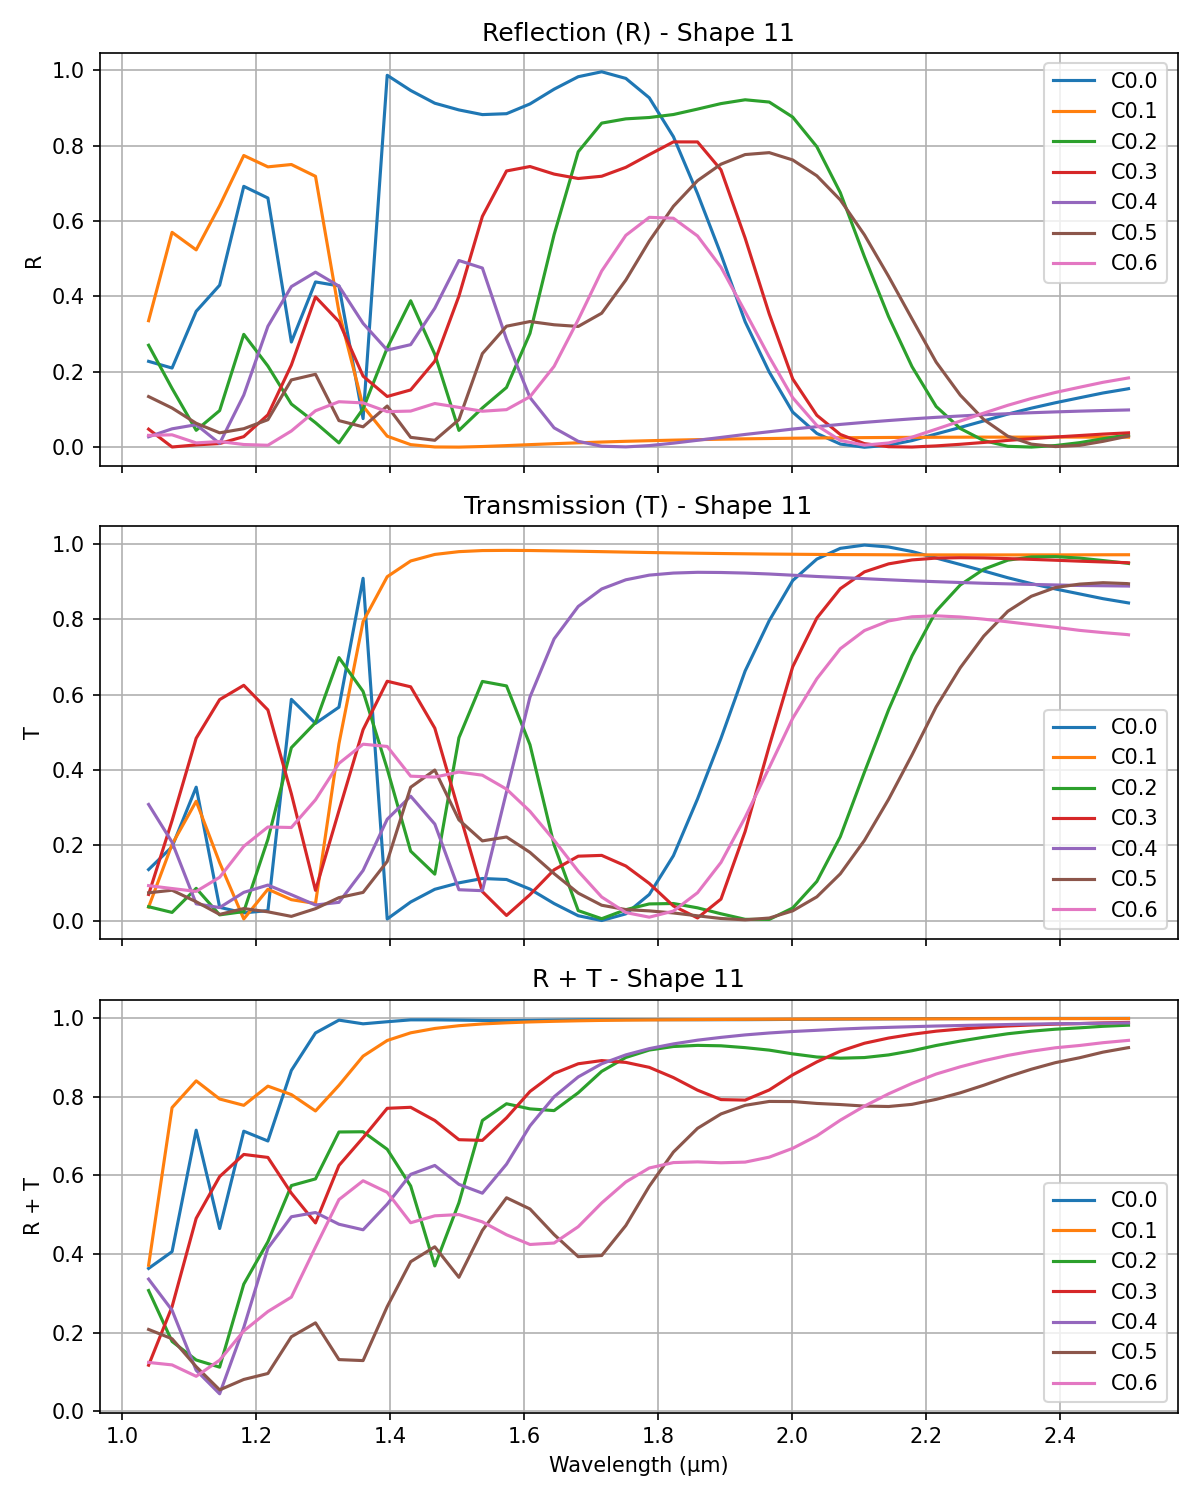 Reflection (R) - Shape 11
1.0
0.8
0.6
0.4
0.2
0.0
R
C0.0
C0.1
C0.2
C0.3
C0.4
C0.5
C0.6
Transmission (T) - Shape 11
1.0
0.8
0.6
0.4
0.2
0.0
T
C0.0
C0.1
C0.2
C0.3
C0.4
C0.5
C0.6
R + T - Shape 11
1.0
0.8
0.6
0.4
0.2
0.0
R + T
C0.0
C0.1
C0.2
C0.3
C0.4
C0.5
C0.6
1.0 1.2 1.4 1.6 1.8 2.0 2.2 2.4
Wavelength (μm)